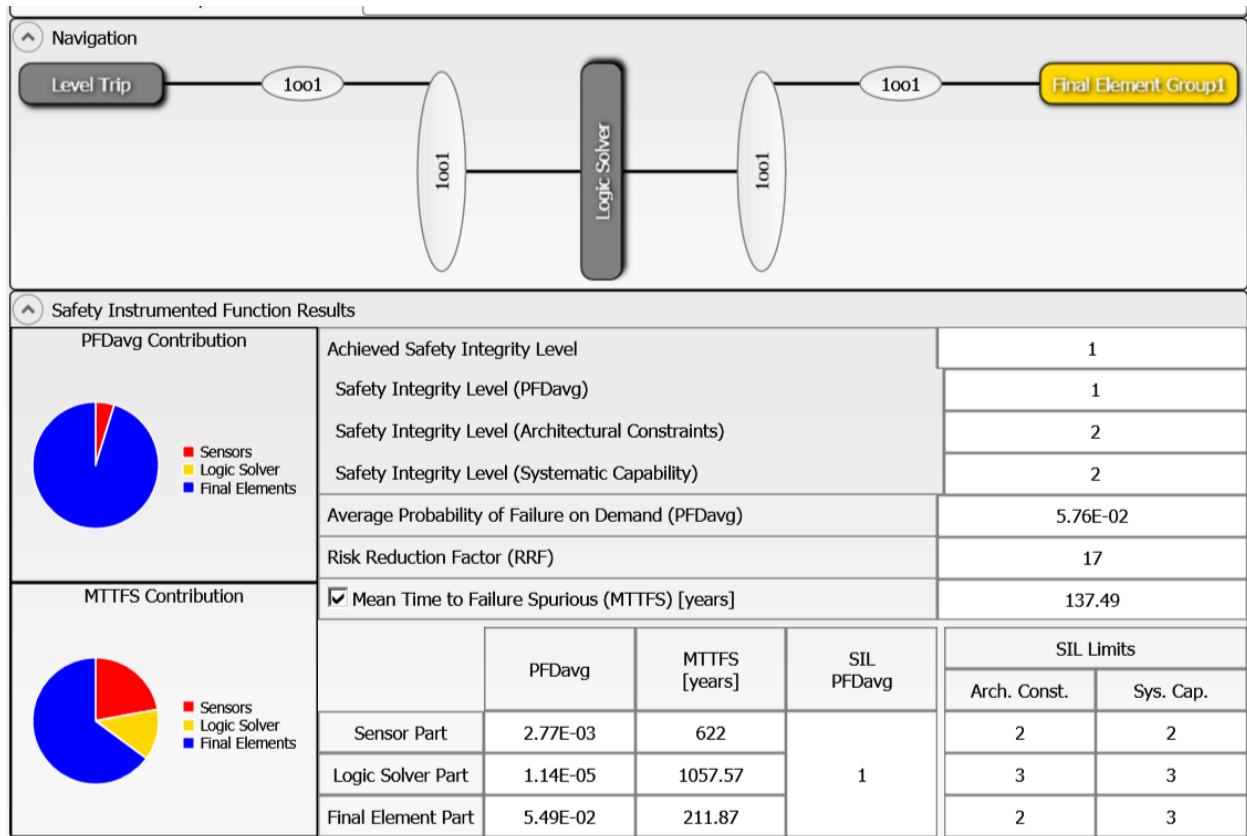 Navigation
Level Trip
1oo1
1oo1
Logic Solver
1oo1
1oo1
Final Element Group1
Safety Instrumented Function Results
PFDavg Contribution
Sensors
Logic Solver
Final Elements
Achieved Safety Integrity Level 1
Safety Integrity Level (PFDavg) 1
Safety Integrity Level (Architectural Constraints) 2
Safety Integrity Level (Systematic Capability) 2
Average Probability of Failure on Demand (PFDavg) 5.76E-02
Risk Reduction Factor (RRF) 17
MTTFS Contribution
Sensors
Logic Solver
Final Elements
Mean Time to Failure Spurious (MTTFS) [years] 137.49
PFDavg MTTFS [years] SIL PFDavg SIL Limits
Arch. Const. Sys. Cap.
Sensor Part 2.77E-03 622 2 2
Logic Solver Part 1.14E-05 1057.57 1 3 3
Final Element Part 5.49E-02 211.87 2 3